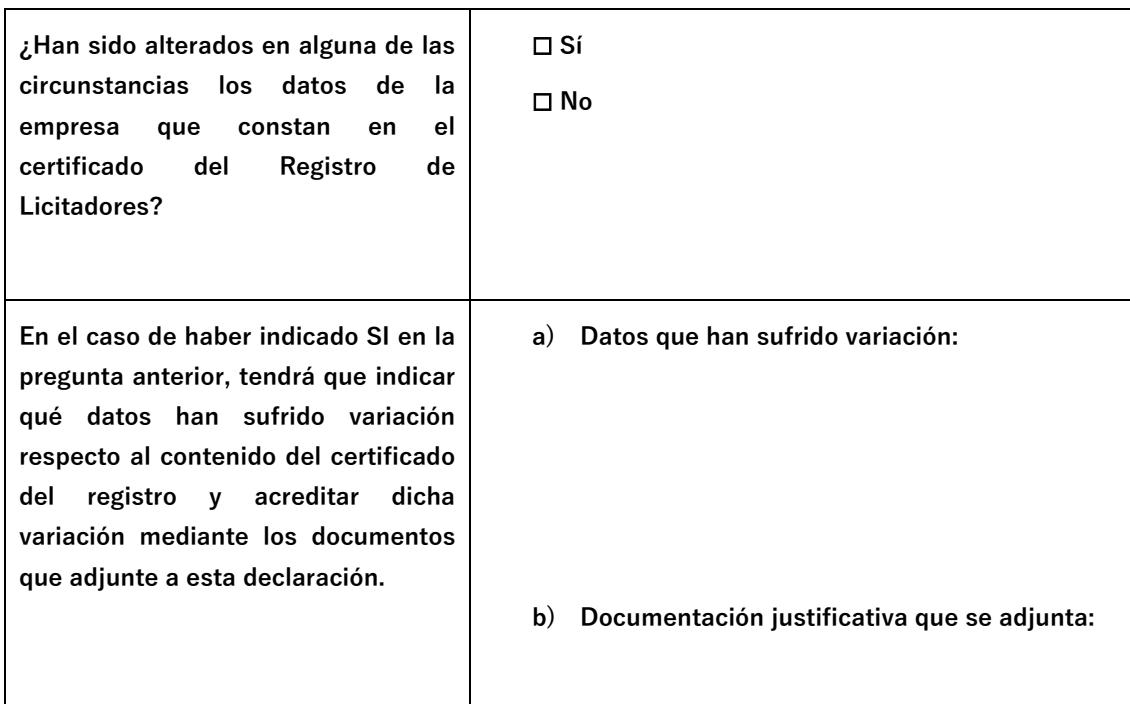 ¿Han sido alterados en alguna de las
circunstancias los datos de la
empresa que constan en el
certificado del Registro de
Licitadores?
☐ Sí
☐ No
En el caso de haber indicado SI en la
pregunta anterior, tendrá que indicar
qué datos han sufrido variación
respecto al contenido del certificado
del registro y acreditar dicha
variación mediante los documentos
que adjunte a esta declaración.
a) Datos que han sufrido variación:
b) Documentación justificativa que se adjunta: